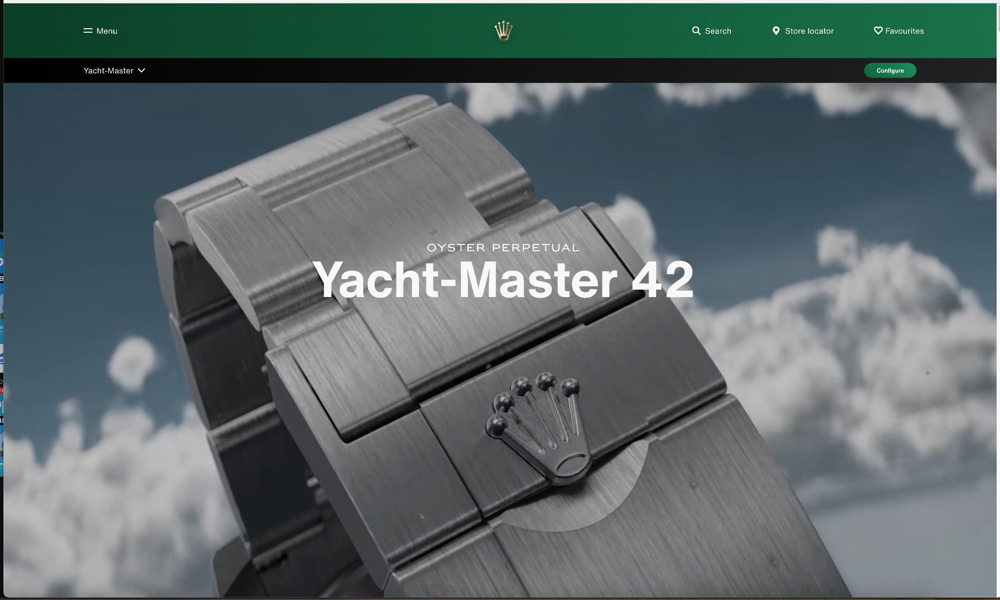 Menu
Search
Store locator
Favourites
Yacht-Master
Configure
OYSTER PERPETUAL
Yacht-Master 42